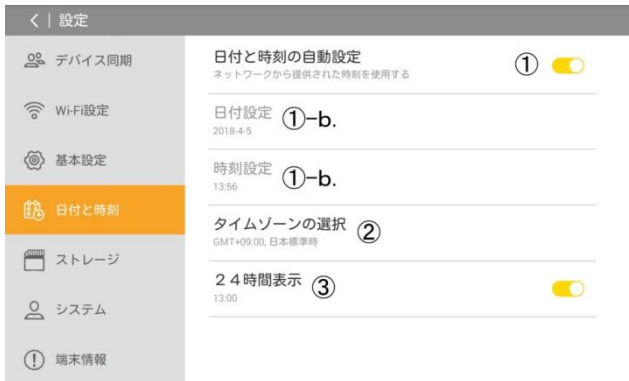 く | 設定
デバイス同期
Wi-Fi設定
基本設定
日付と時刻
ストレージ
システム
端末情報
日付と時刻の自動設定 ①
ネットワークから提供された時刻を使用する
日付設定 ①-b.
2018-4-5
時刻設定 ①-b.
13:56
タイムゾーンの選択 ②
GMT+09:00, 日本標準時
２４時間表示 ③
13:00